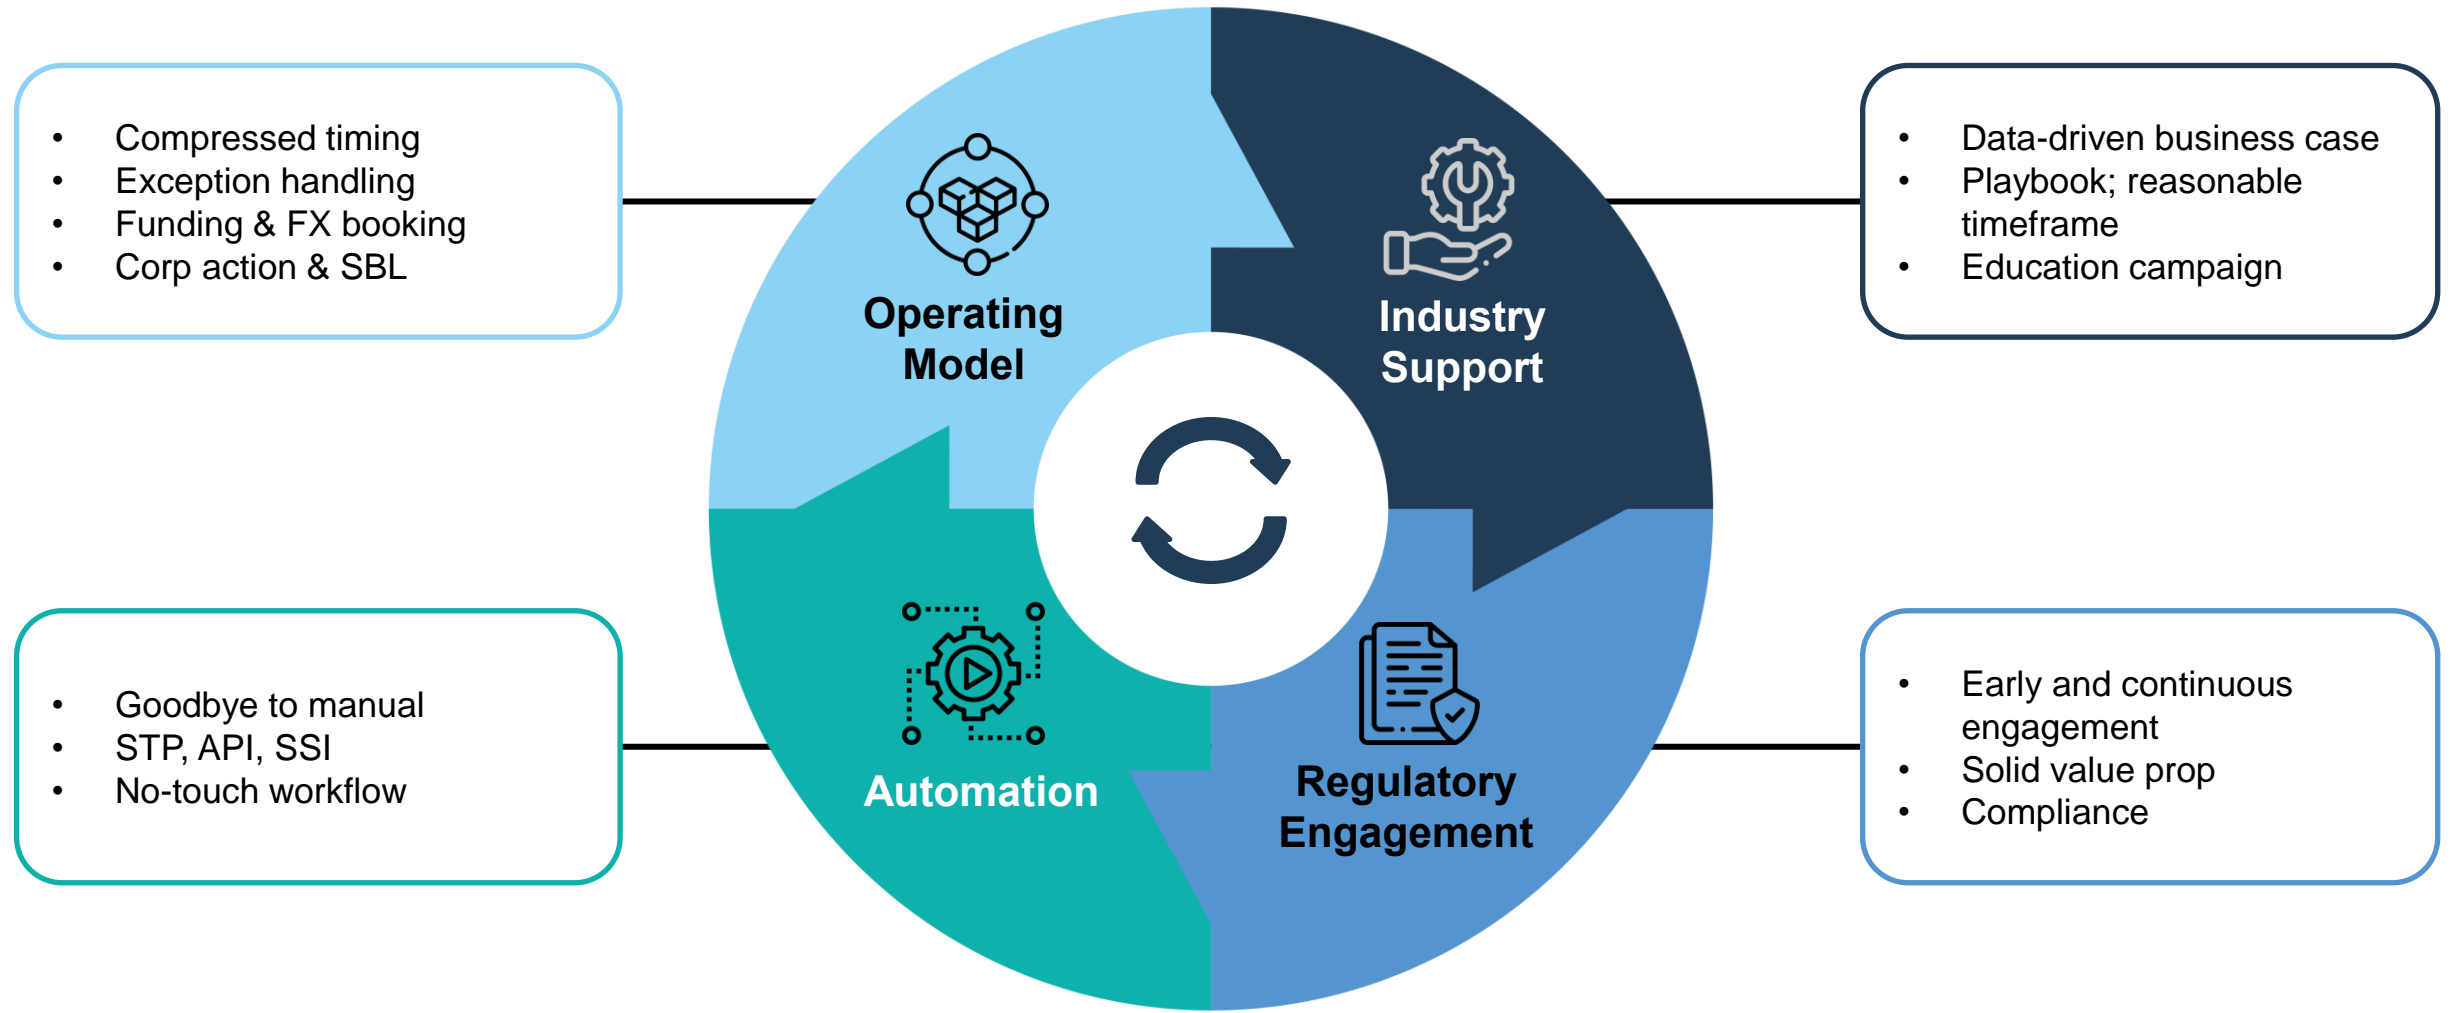 • Compressed timing
• Exception handling
• Funding & FX booking
• Corp action & SBL
Operating
Model
Industry
Support
• Data-driven business case
• Playbook; reasonable
timeframe
• Education campaign
• Goodbye to manual
• STP, API, SSI
• No-touch workflow
Automation
Regulatory
Engagement
• Early and continuous
engagement
• Solid value prop
• Compliance